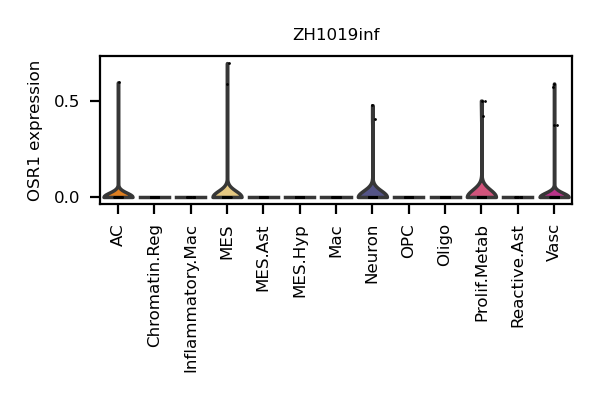 ZH1019inf
OSR1 expression
0.5
0.0
AC
Chromatin.Reg
Inflammatory.Mac
MES
MES.Ast
MES.Hyp
Mac
Neuron
OPC
Oligo
Prolif.Metab
Reactive.Ast
Vasc